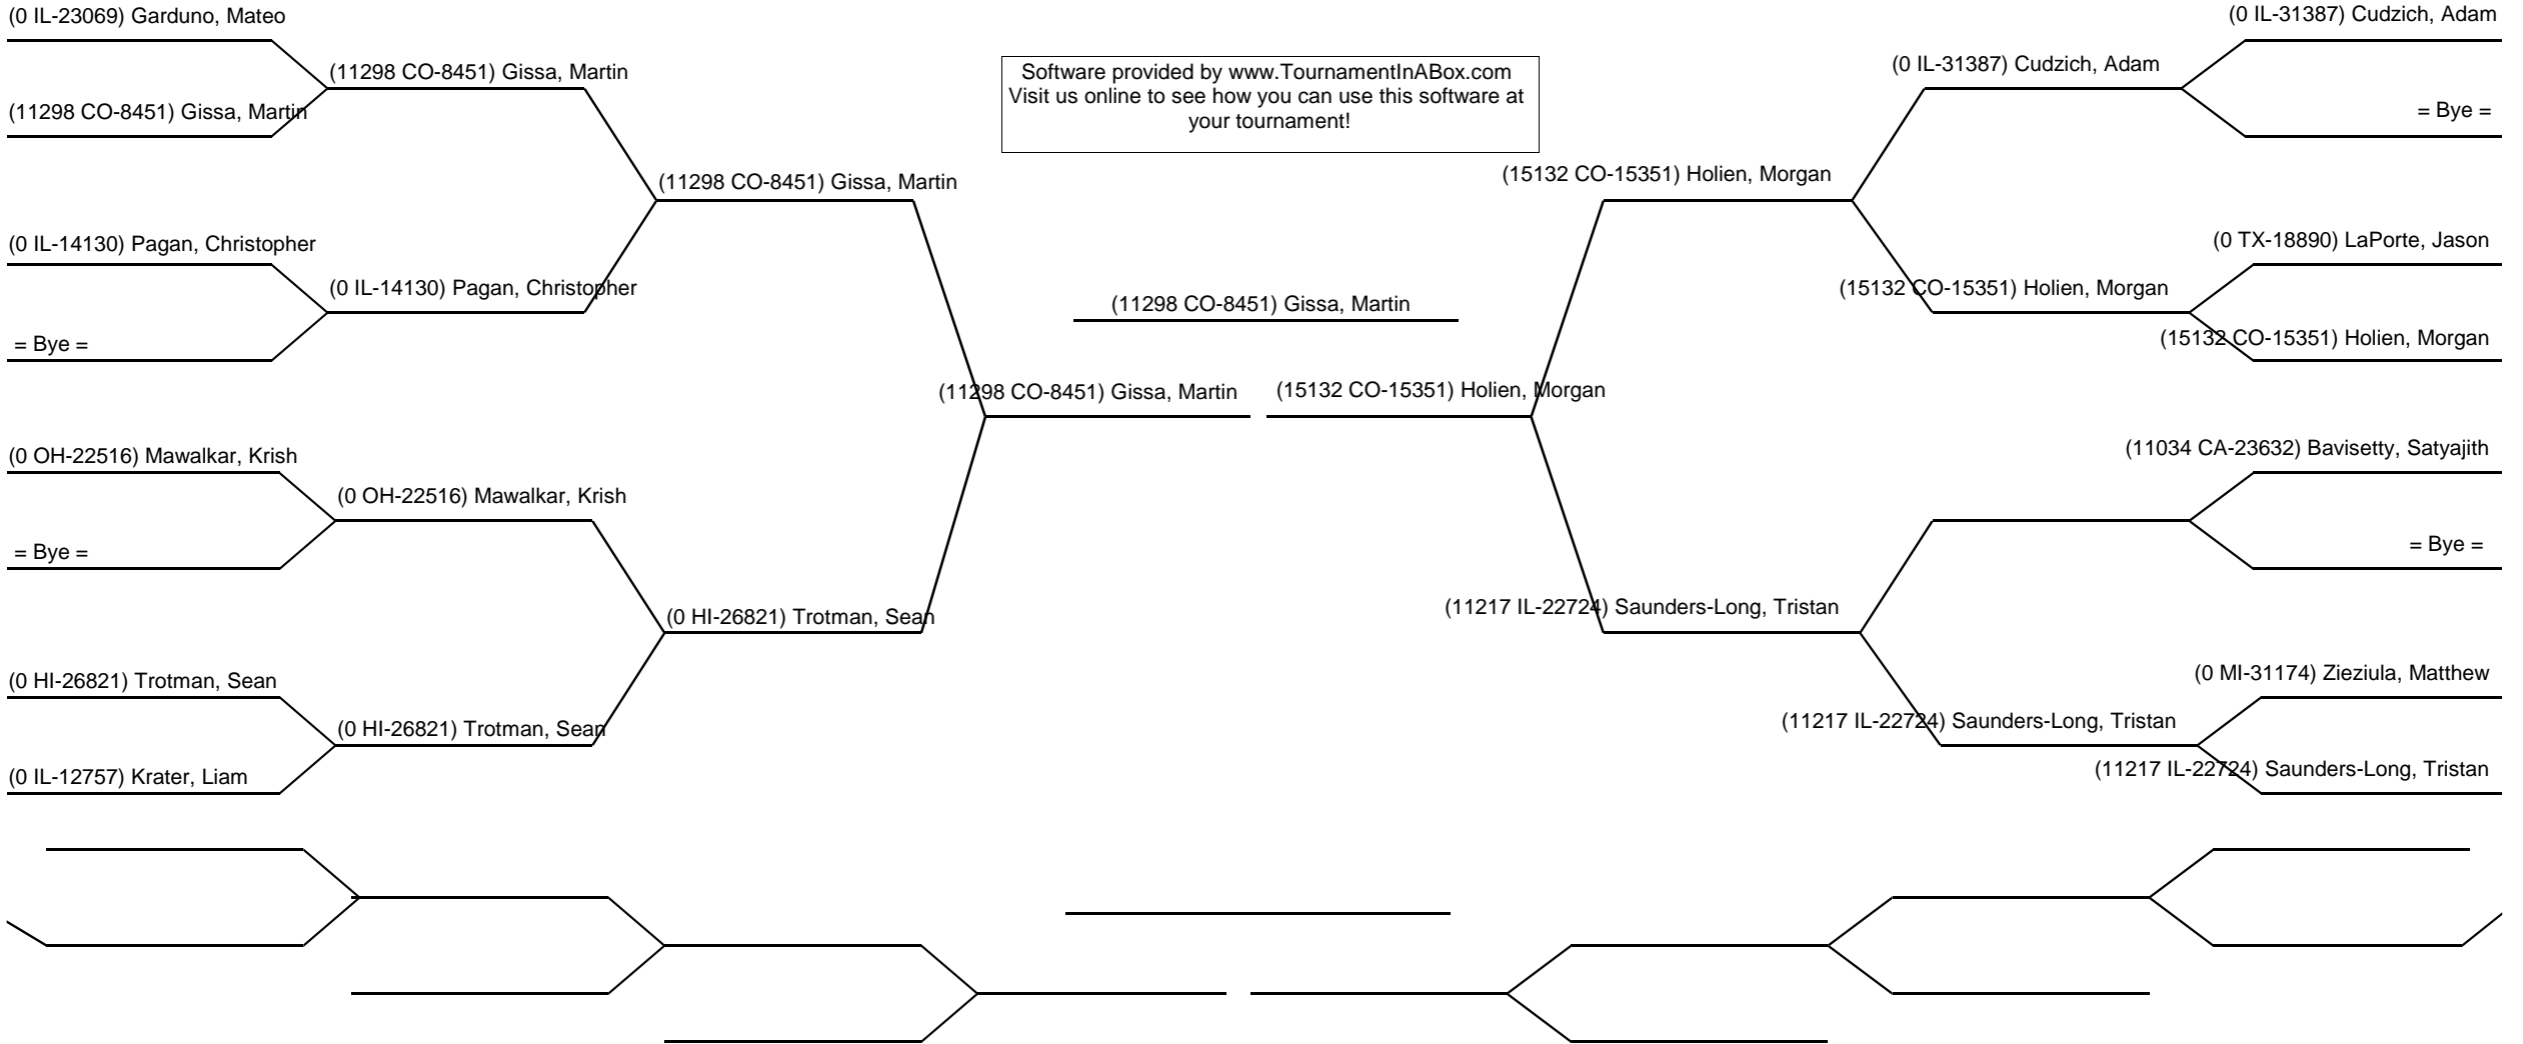 (0 IL-23069) Garduno, Mateo
(11298 CO-8451) Gissa, Martin
(0 IL-14130) Pagan, Christopher
= Bye =
(0 OH-22516) Mawalkar, Krish
= Bye =
(0 HI-26821) Trotman, Sean
(0 IL-12757) Krater, Liam
(11298 CO-8451) Gissa, Martin
(0 IL-14130) Pagan, Christopher
(0 OH-22516) Mawalkar, Krish
(0 HI-26821) Trotman, Sean
(11298 CO-8451) Gissa, Martin
(0 HI-26821) Trotman, Sean
(11298 CO-8451) Gissa, Martin
Software provided by www.TournamentInABox.com
Visit us online to see how you can use this software at
your tournament!
(11298 CO-8451) Gissa, Martin
(15132 CO-15351) Holien, Morgan
(15132 CO-15351) Holien, Morgan
(11217 IL-22724) Saunders-Long, Tristan
(0 IL-31387) Cudzich, Adam
(15132 CO-15351) Holien, Morgan
(11217 IL-22724) Saunders-Long, Tristan
(0 IL-31387) Cudzich, Adam
= Bye =
(0 TX-18890) LaPorte, Jason
(15132 CO-15351) Holien, Morgan
(11034 CA-23632) Bavisetty, Satyajith
= Bye =
(0 MI-31174) Zieziula, Matthew
(11217 IL-22724) Saunders-Long, Tristan